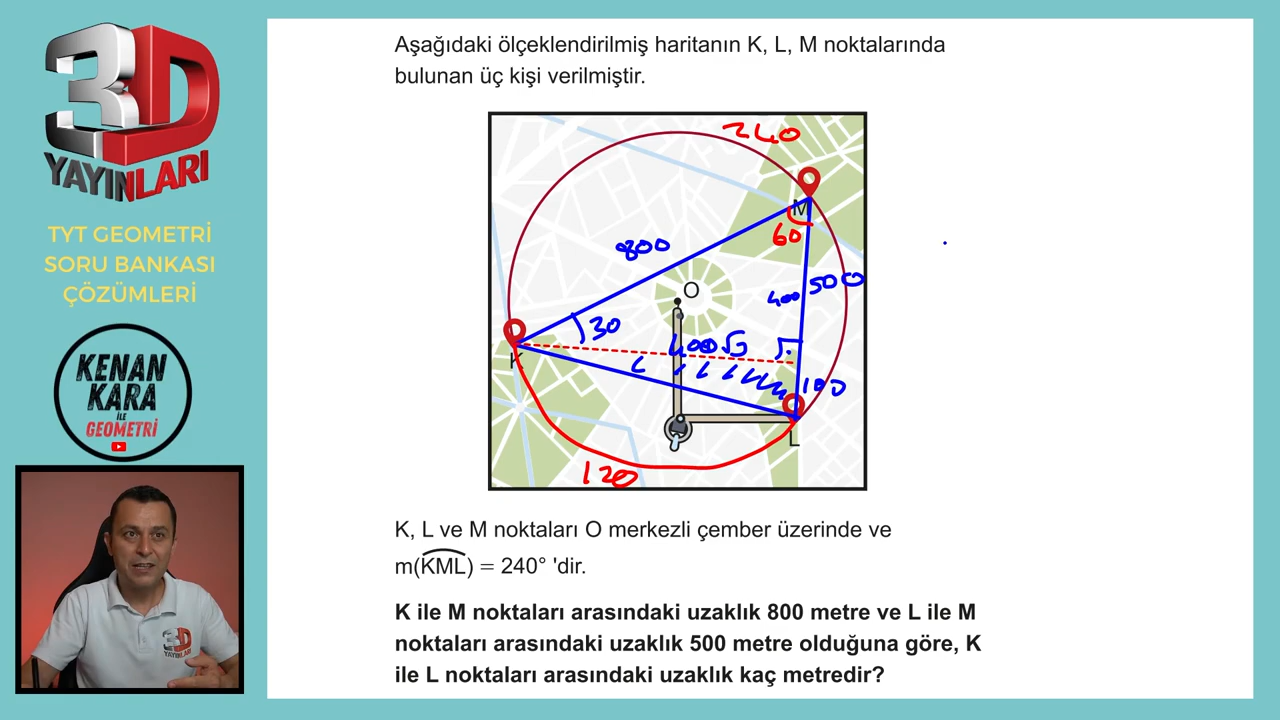 3D
YAYINLARI
TYT GEOMETRİ
SORU BANKASI
ÇÖZÜMLERİ
KENAN
KARA
İLE
GEOMETRİ
3D
YAYINLARI
Aşağıdaki ölçeklendirilmiş haritanın K, L, M noktalarında
bulunan üç kişi verilmiştir.
240
M
60
800
O
500
400
30
400√3
K
100
L
120
K, L ve M noktaları O merkezli çember üzerinde ve
m(KML) = 240° 'dir.
K ile M noktaları arasındaki uzaklık 800 metre ve L ile M
noktaları arasındaki uzaklık 500 metre olduğuna göre, K
ile L noktaları arasındaki uzaklık kaç metredir?